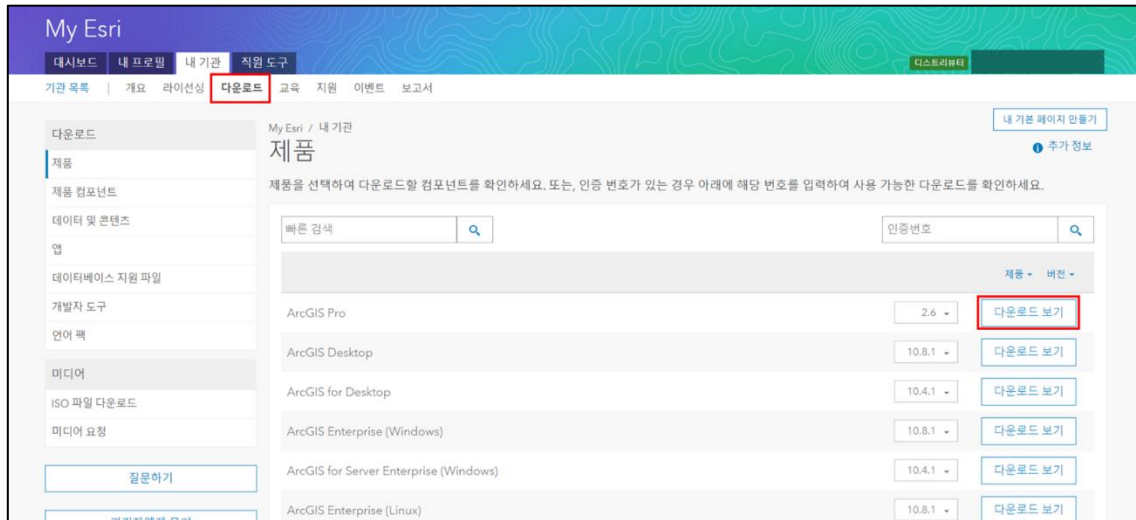 My Esri
대시보드 내 프로필 내 기관 직원 도구
디스트리뷰터
기관 목록 | 개요 라이선싱 다운로드 교육 지원 이벤트 보고서
내 기본 페이지 만들기
추가 정보
다운로드
제품
제품 컴포넌트
데이터 및 콘텐츠
앱
데이터베이스 지원 파일
개발자 도구
언어 팩
미디어
ISO 파일 다운로드
미디어 요청
질문하기
My Esri / 내 기관
제품
제품을 선택하여 다운로드할 컴포넌트를 확인하세요. 또는, 인증 번호가 있는 경우 아래에 해당 번호를 입력하여 사용 가능한 다운로드를 확인하세요.
빠른 검색 인증번호
제품 버전
ArcGIS Pro 2.6 다운로드 보기
ArcGIS Desktop 10.8.1 다운로드 보기
ArcGIS for Desktop 10.4.1 다운로드 보기
ArcGIS Enterprise (Windows) 10.8.1 다운로드 보기
ArcGIS for Server Enterprise (Windows) 10.4.1 다운로드 보기
ArcGIS Enterprise (Linux) 10.8.1 다운로드 보기